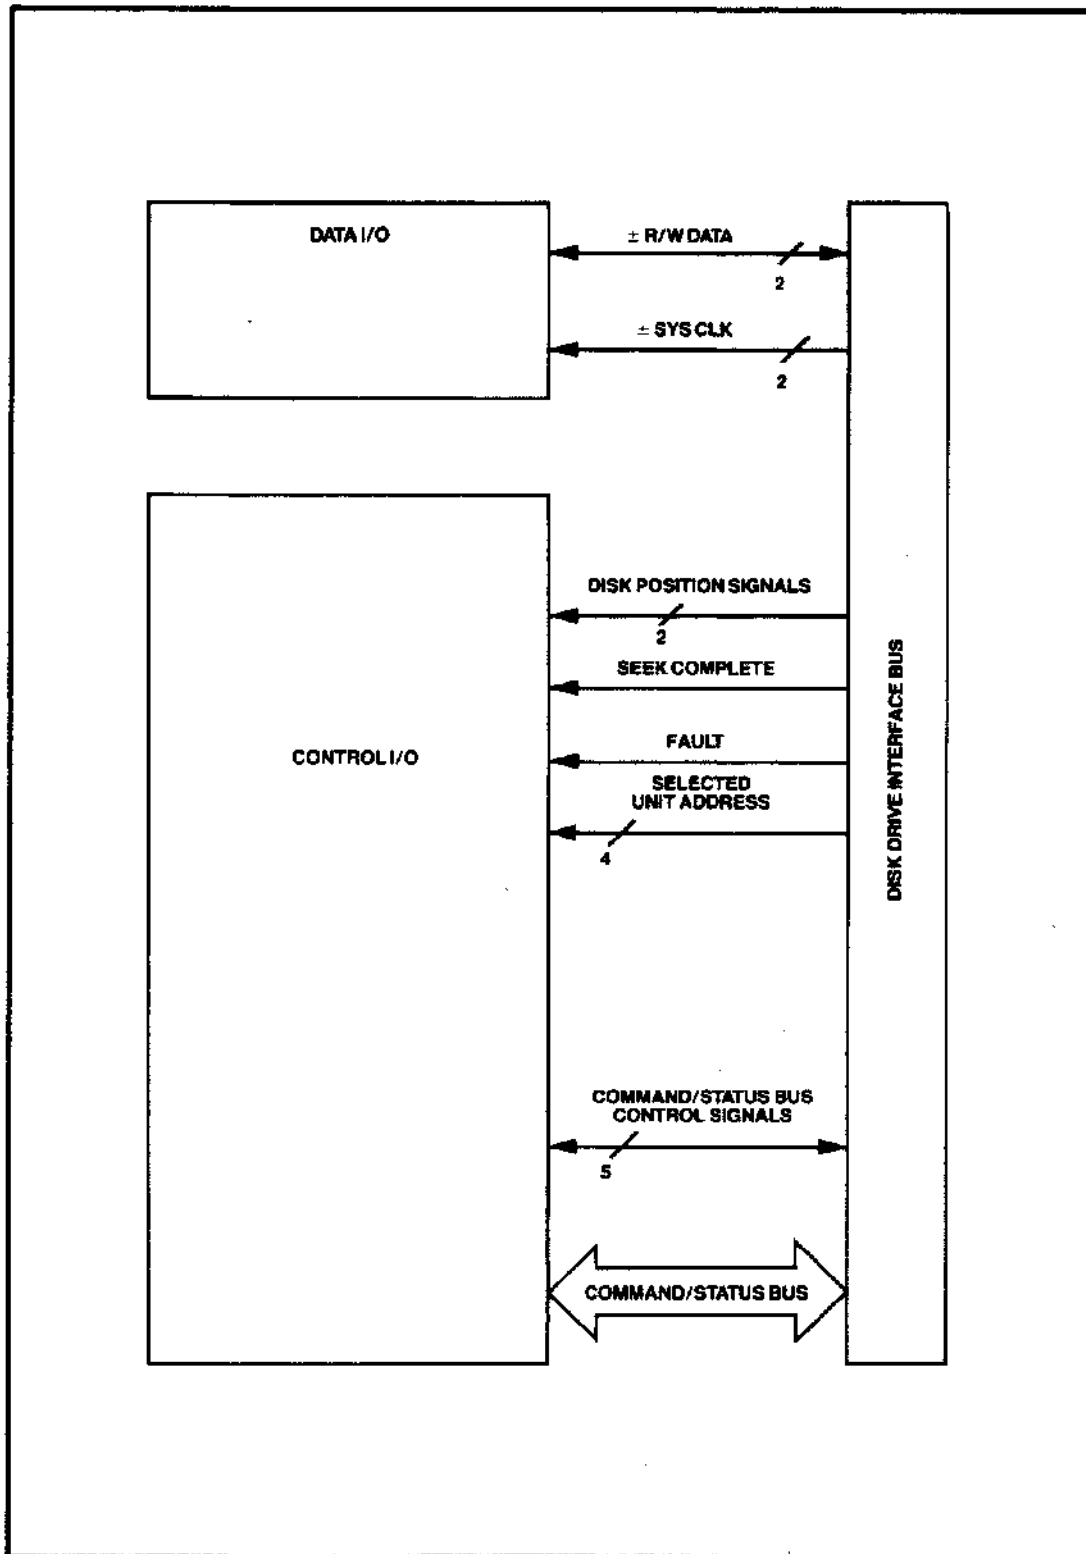 DATA I/O
± R/W DATA
2
± SYS CLK
2
DISK POSITION SIGNALS
2
SEEK COMPLETE
CONTROL I/O
FAULT
SELECTED
UNIT ADDRESS
4
COMMAND/STATUS BUS
CONTROL SIGNALS
5
COMMAND/STATUS BUS
DISK DRIVE INTERFACE BUS